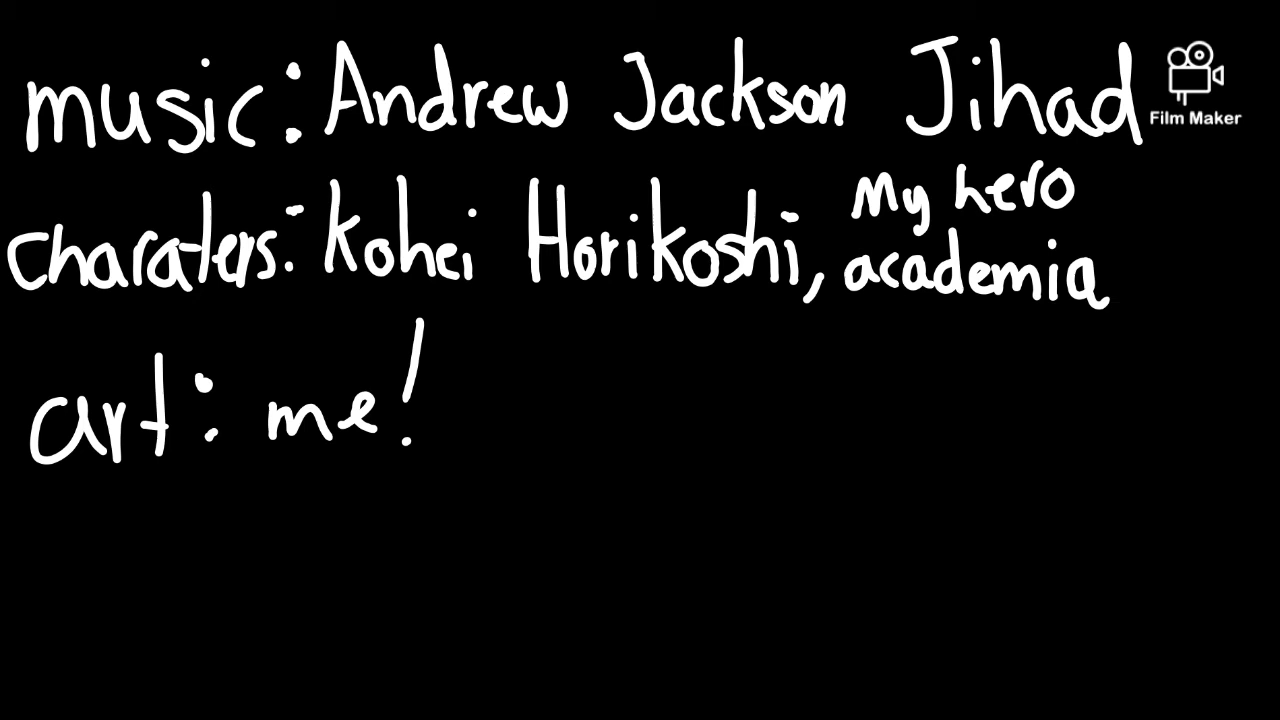 music: Andrew Jackson Jihad
Film Maker
charaters: Kohei Horikoshi, My hero
academia
art: me!